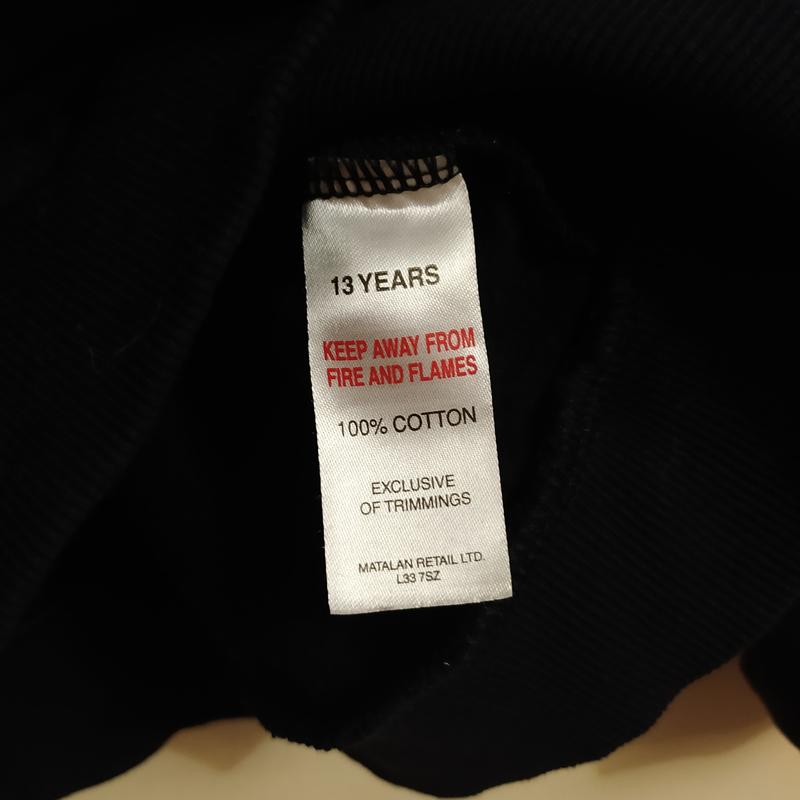 13 YEARS
KEEP AWAY FROM
FIRE AND FLAMES
100% COTTON
EXCLUSIVE
OF TRIMMINGS
MATALAN RETAIL LTD.
L33 7SZ